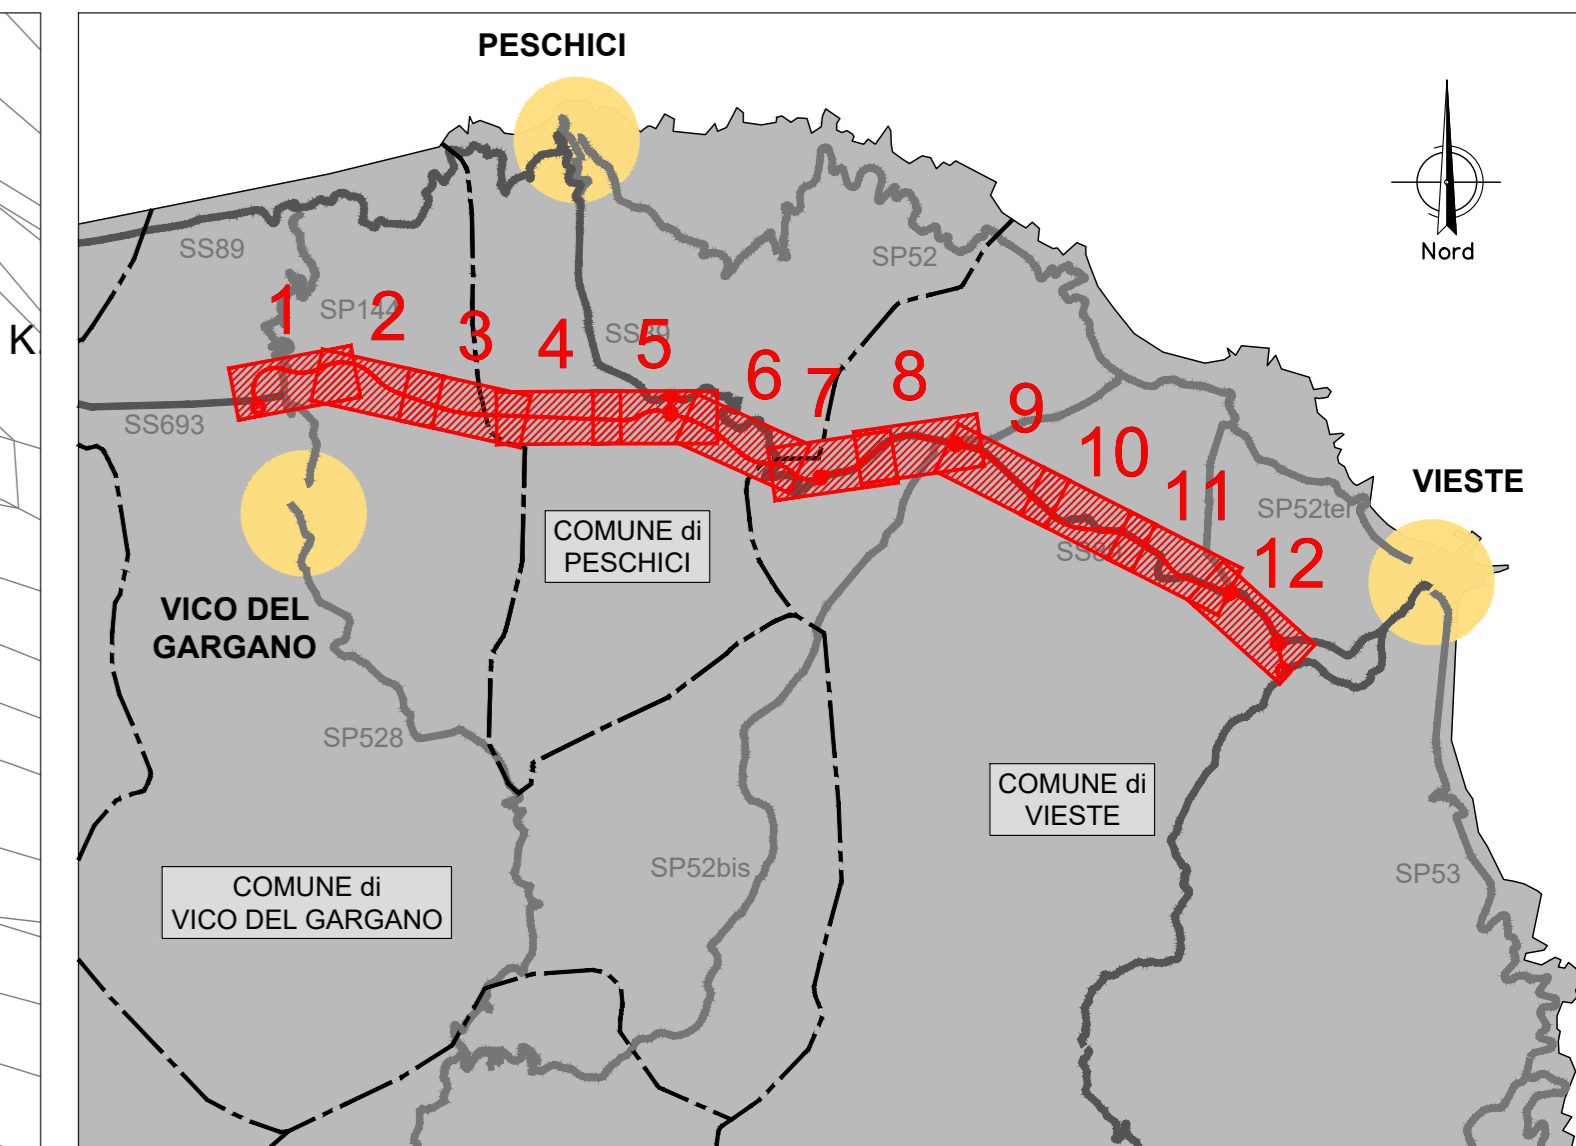 PESCHICI
Nord
SS89
SP52
1
SP144
2
3
4
SS89
5
6
7
8
9
10
11
12
K
SS693
VIESTE
SP52ter
COMUNE di
PESCHICI
VICO DEL
GARGANO
SP528
COMUNE di
VIESTE
SP52bis
SP53
COMUNE di
VICO DEL GARGANO